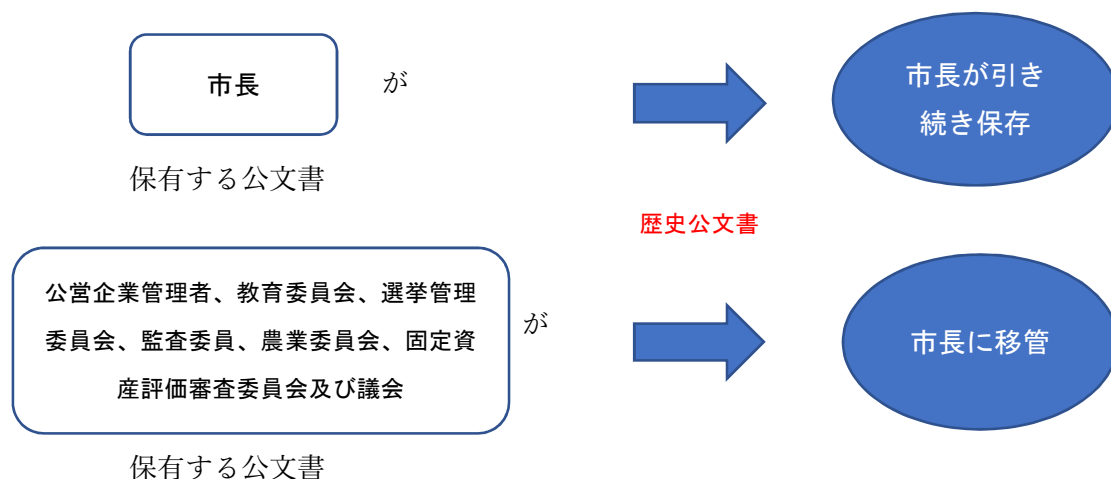 市長
が
市長が引き
続き保存
保有する公文書
歴史公文書
公営企業管理者、教育委員会、選挙管理
委員会、監査委員、農業委員会、固定資
産評価審査委員会及び議会
が
市長に移管
保有する公文書